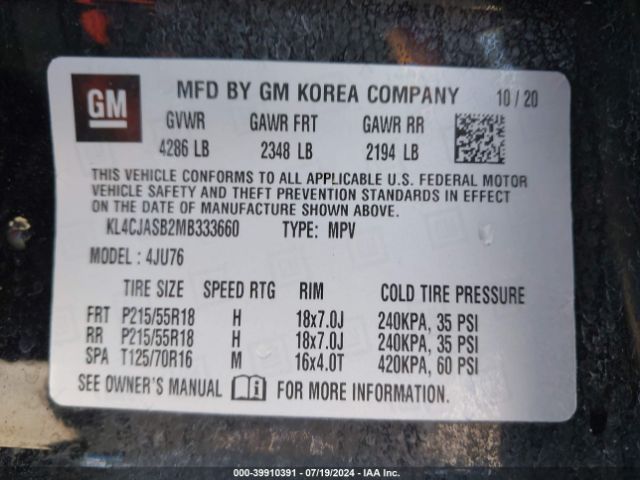 GM
MFD BY GM KOREA COMPANY 10 / 20
GVWR GAWR FRT GAWR RR
4286 LB 2348 LB 2194 LB
THIS VEHICLE CONFORMS TO ALL APPLICABLE U.S. FEDERAL MOTOR
VEHICLE SAFETY AND THEFT PREVENTION STANDARDS IN EFFECT
ON THE DATE OF MANUFACTURE SHOWN ABOVE.
KL4CJASB2MB333660 TYPE: MPV
MODEL : 4JU76
TIRE SIZE SPEED RTG RIM COLD TIRE PRESSURE
FRT P215/55R18 H 18x7.0J 240KPA, 35 PSI
RR P215/55R18 H 18x7.0J 240KPA, 35 PSI
SPA T125/70R16 M 16x4.0T 420KPA, 60 PSI
SEE OWNER'S MANUAL i FOR MORE INFORMATION.
000-39910391 - 07/19/2024 - IAA Inc.